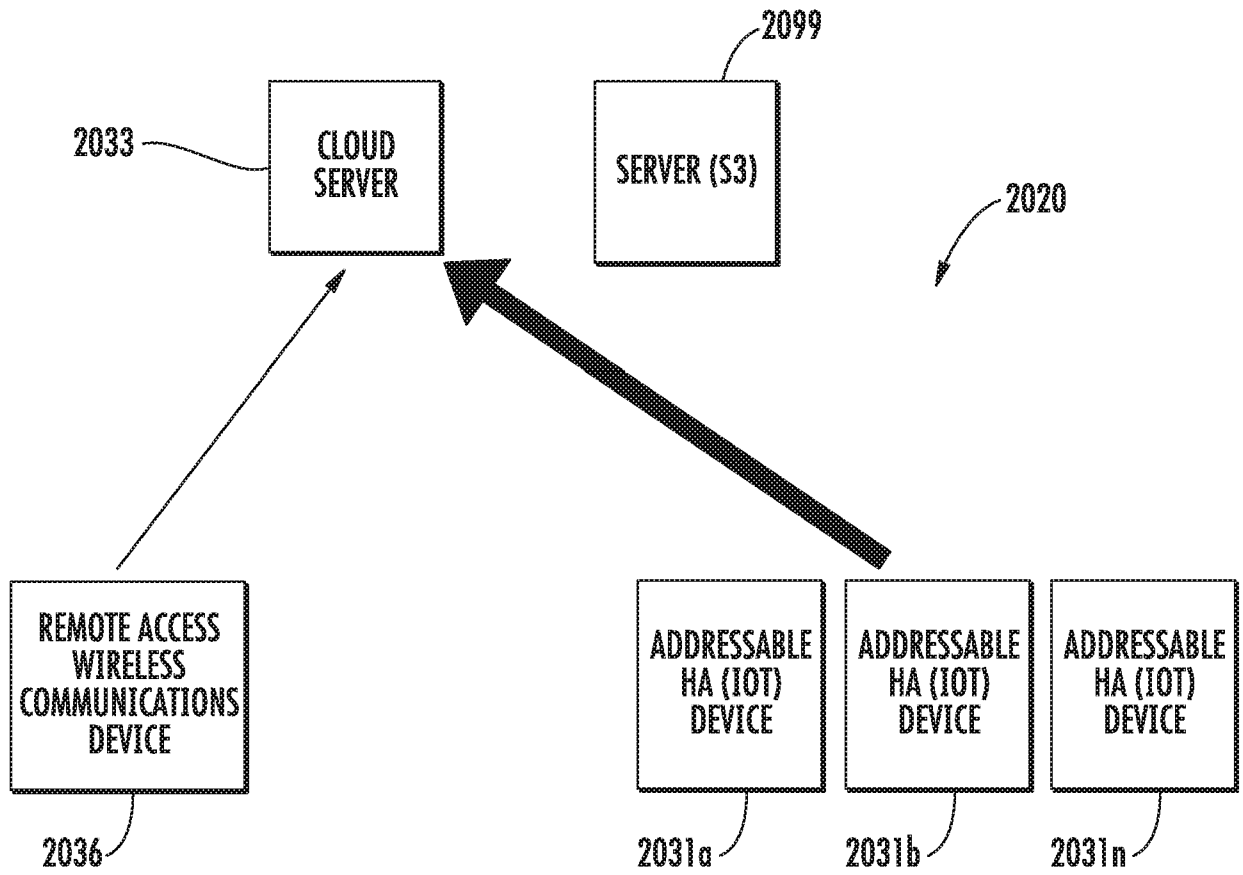 2099
2033
CLOUD
SERVER
SERVER (S3)
2020
REMOTE ACCESS
WIRELESS
COMMUNICATIONS
DEVICE
ADDRESSABLE
HA (IOT)
DEVICE
ADDRESSABLE
HA (IOT)
DEVICE
ADDRESSABLE
HA (IOT)
DEVICE
2036
2031a
2031b
2031n